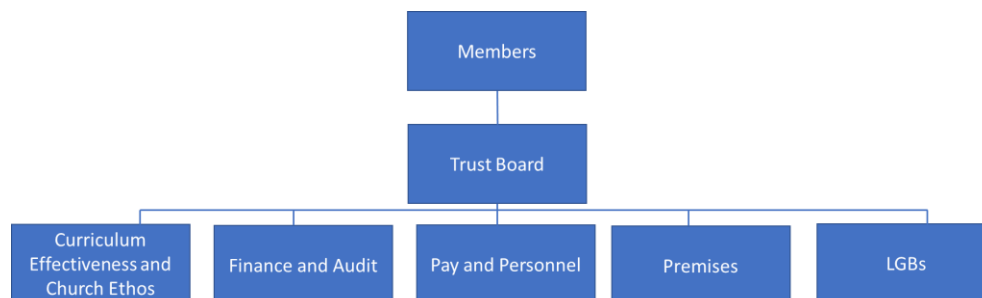 Members
Trust Board
Curriculum
Effectiveness and
Church Ethos
Finance and Audit
Pay and Personnel
Premises
LGBs